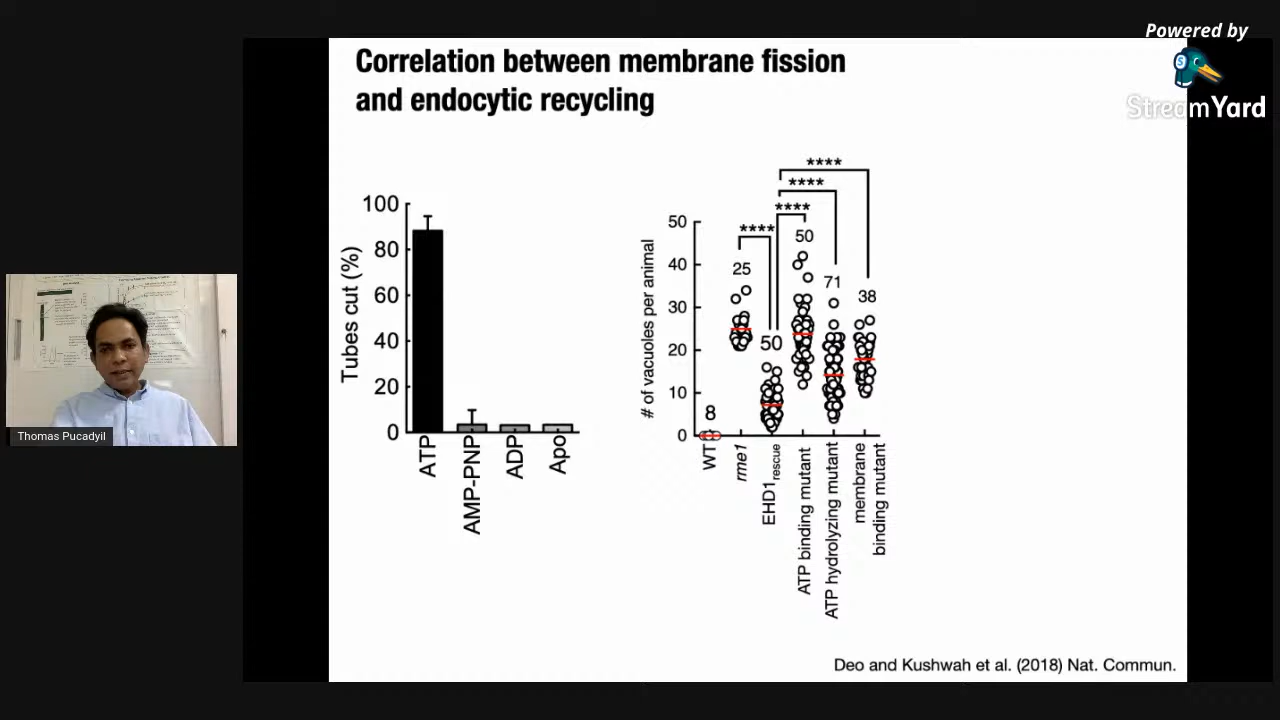 Powered by
StreamYard
Correlation between membrane fission
and endocytic recycling
Tubes cut (%)
100
80
60
40
20
0
ATP
AMP-PNP
ADP
Apo
# of vacuoles per animal
50
40
30
20
10
0
****
****
****
****
25
50
50
71
38
WT
rme1
EHD1rescue
ATP binding mutant
ATP hydrolyzing mutant
membrane
binding mutant
Thomas Pucadyil
Deo and Kushwah et al. (2018) Nat. Commun.